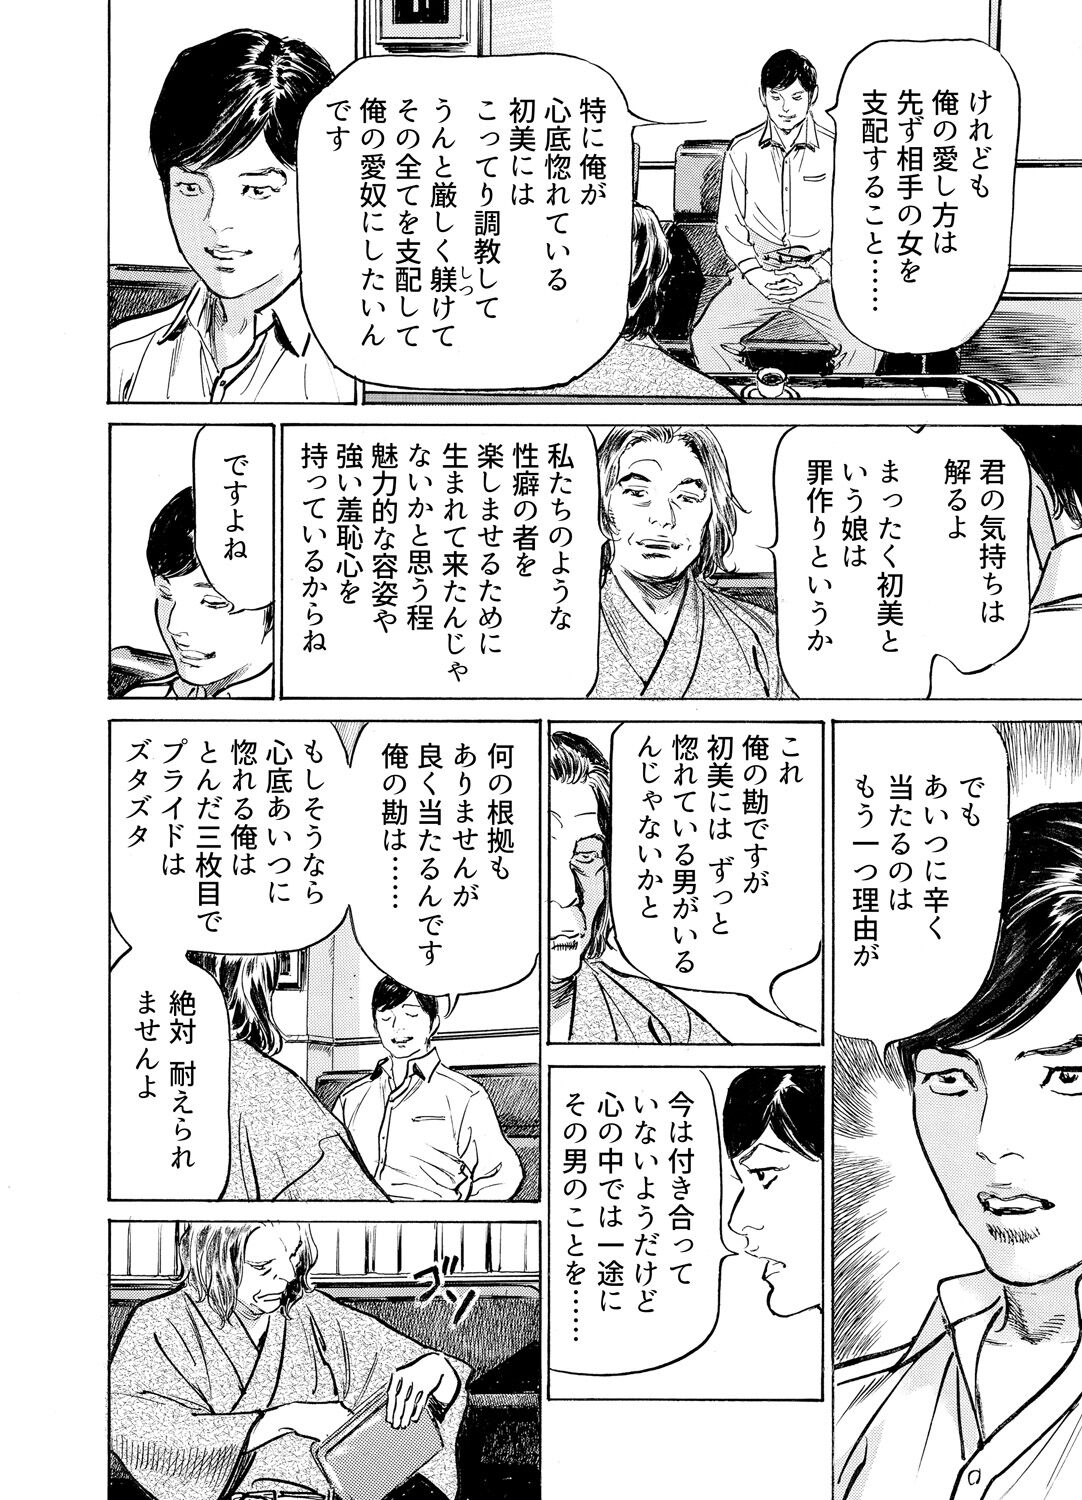 けれども
俺の愛し方は
先ず相手の女を
支配すること……
特に俺が
心底惚れている
初美には
こってり調教して
うんと厳しく躾けて
しつ
その全てを支配して
俺の愛奴にしたいん
です
君の気持ちは
解るよ
まったく初美と
いう娘は
罪作りというか
私たちのような
性癖の者を
楽しませるために
生まれて来たんじゃ
ないかと思う程
魅力的な容姿や
強い羞恥心を
持っているからね
ですよね
でも
あいつに辛く
当たるのは
もう一つ理由が
これ
俺の勘ですが
初美には ずっと
惚れている男がいる
んじゃないかと
今は付き合って
いないようだけど
心の中では一途に
その男のことを……
何の根拠も
ありませんが
良く当たるんです
俺の勘は……
もしそうなら
心底あいつに
惚れる俺は
とんだ三枚目で
プライドは
ズタズタ
絶対 耐えられ
ませんよ
ゴソ